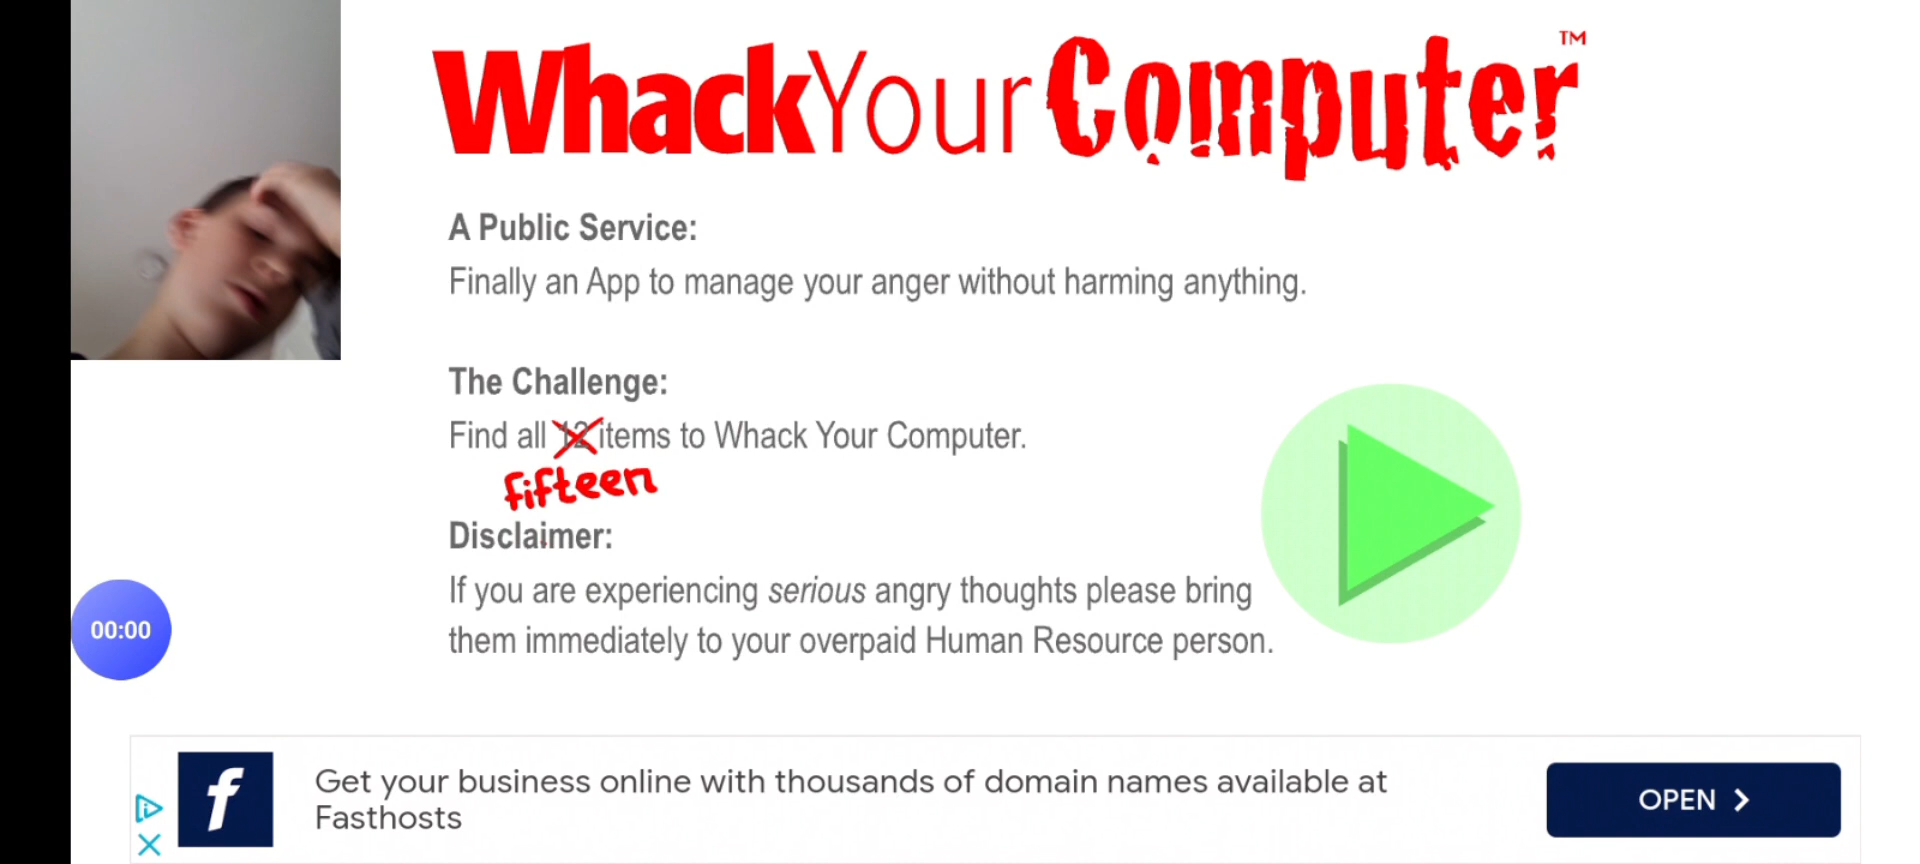 WhackYourComputer™
A Public Service:
Finally an App to manage your anger without harming anything.
The Challenge:
Find all 12 items to Whack Your Computer.
fifteen
Disclaimer:
If you are experiencing serious angry thoughts please bring
them immediately to your overpaid Human Resource person.
00:00
f
Get your business online with thousands of domain names available at
Fasthosts
OPEN